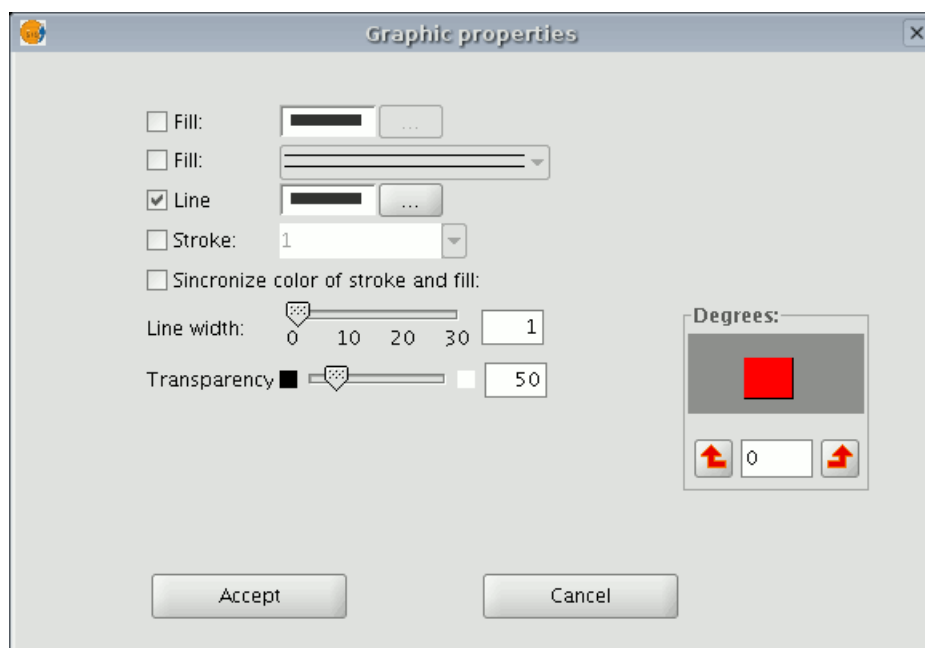 Graphic properties
Fill:
...
Fill:
Line
...
Stroke:
1
Sincronize color of stroke and fill:
Line width:
0 10 20 30
1
Transparency
50
Degrees:
0
Accept
Cancel